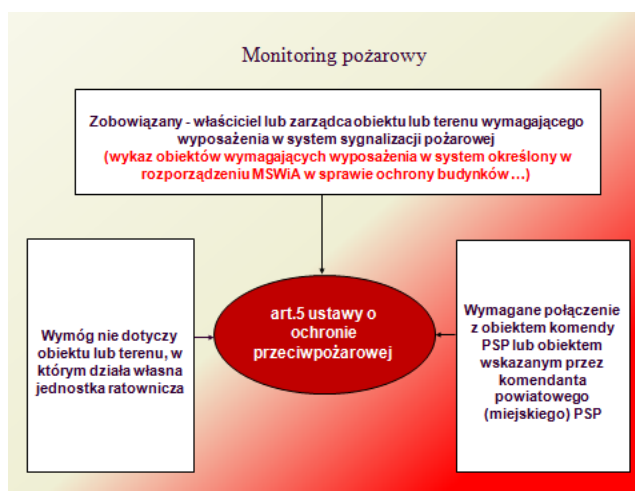 Monitoring pożarowy
Zobowiązany - właściciel lub zarządca obiektu lub terenu wymagającego
wyposażenia w system sygnalizacji pożarowej
(wykaz obiektów wymagających wyposażenia w system określony w
rozporządzeniu MSWiA w sprawie ochrony budynków ...)
Wymóg nie dotyczy
obiektu lub terenu, w
którym działa własna
jednostka ratownicza
art.5 ustawy o
ochronie
przeciwpożarowej
Wymagane połączenie
z obiektem komendy
PSP lub obiektem
wskazanym przez
komendanta
powiatowego
(miejskiego) PSP